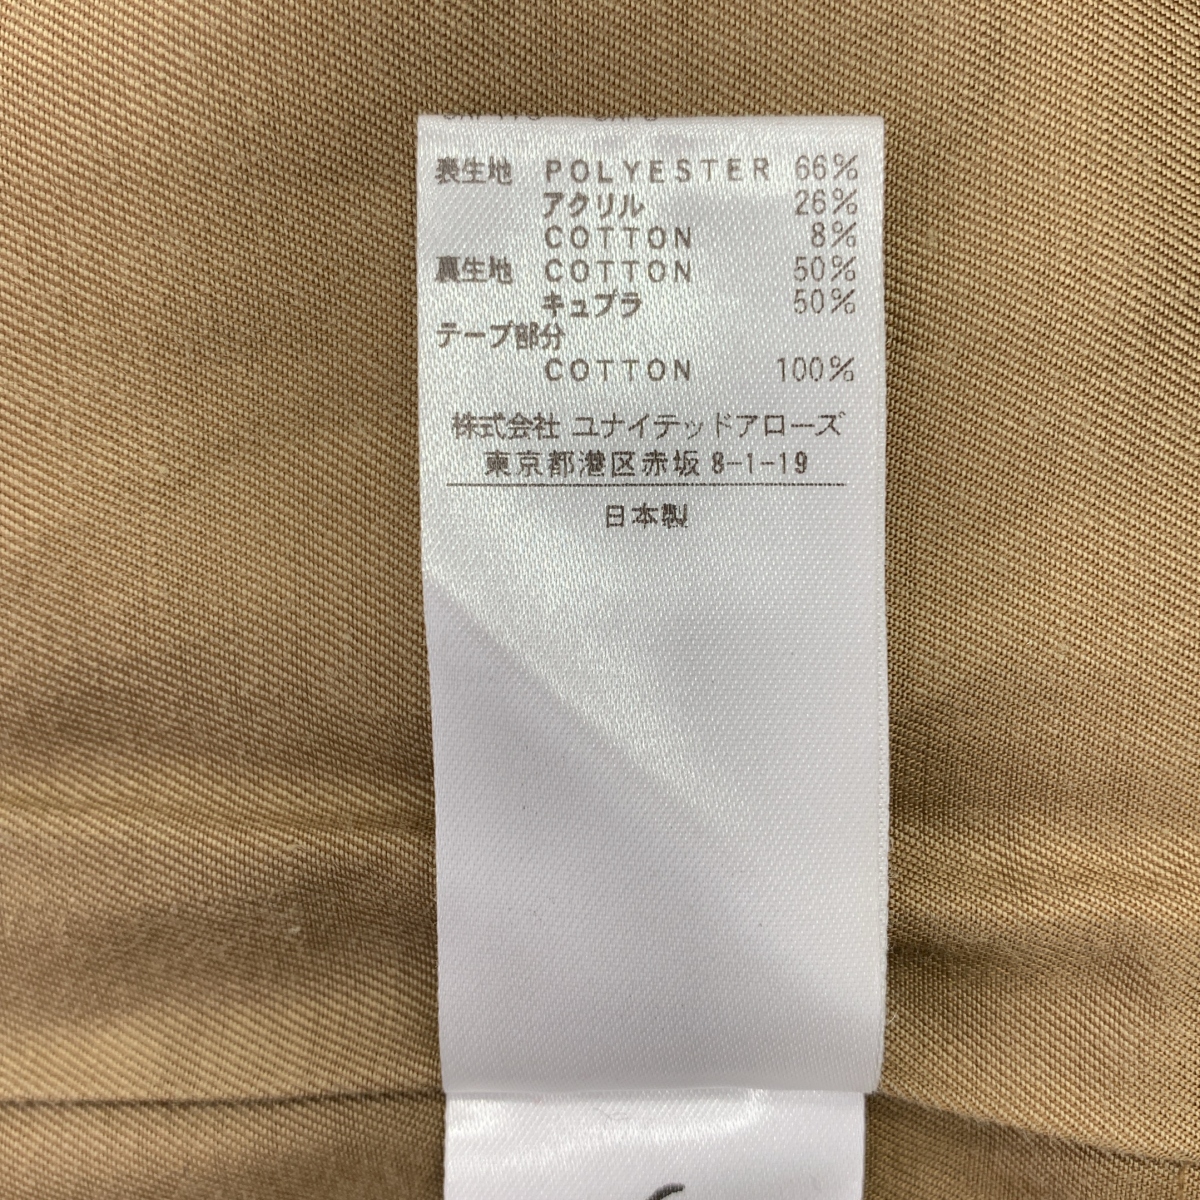 表生地 POLYESTER 66%
アクリル 26%
COTTON 8%
裏生地 COTTON 50%
キュプラ 50%
テープ部分
COTTON 100%
株式会社 ユナイテッドアローズ
東京都港区赤坂 8-1-19
日本製